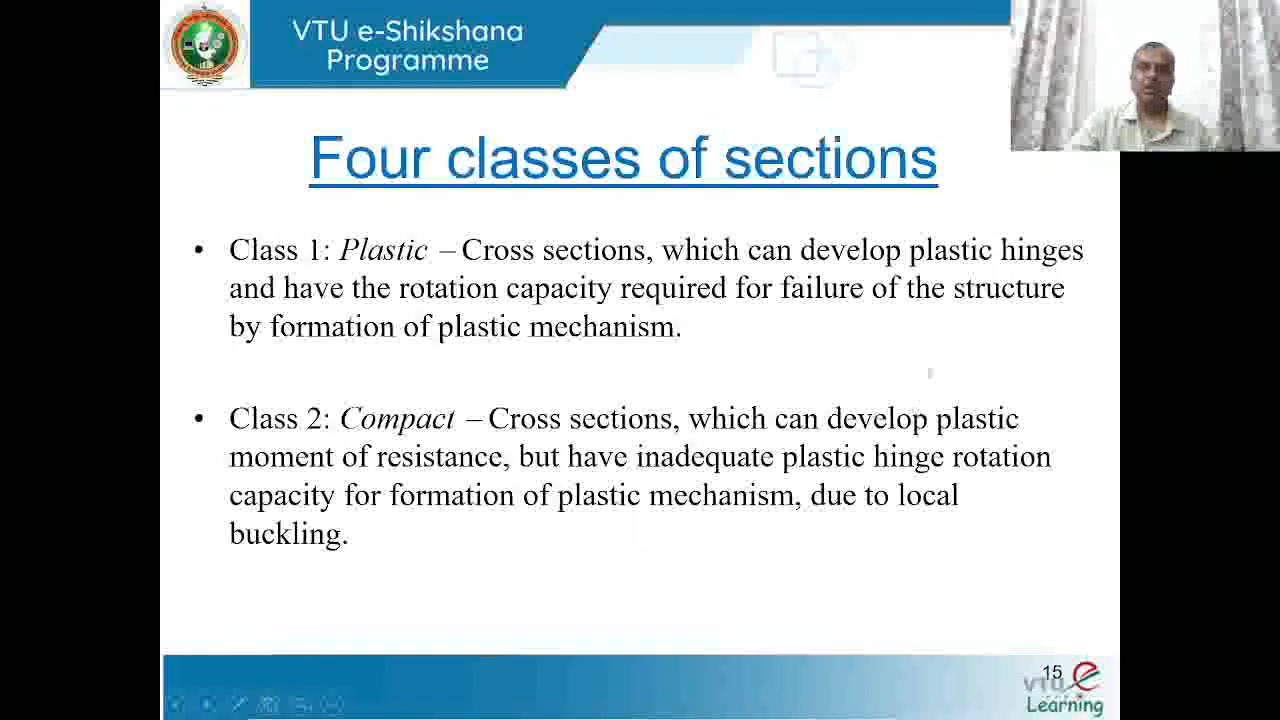 VTU e-Shikshana
Programme
Four classes of sections
• Class 1: Plastic – Cross sections, which can develop plastic hinges
and have the rotation capacity required for failure of the structure
by formation of plastic mechanism.
• Class 2: Compact – Cross sections, which can develop plastic
moment of resistance, but have inadequate plastic hinge rotation
capacity for formation of plastic mechanism, due to local
buckling.
15
VTU e
Learning